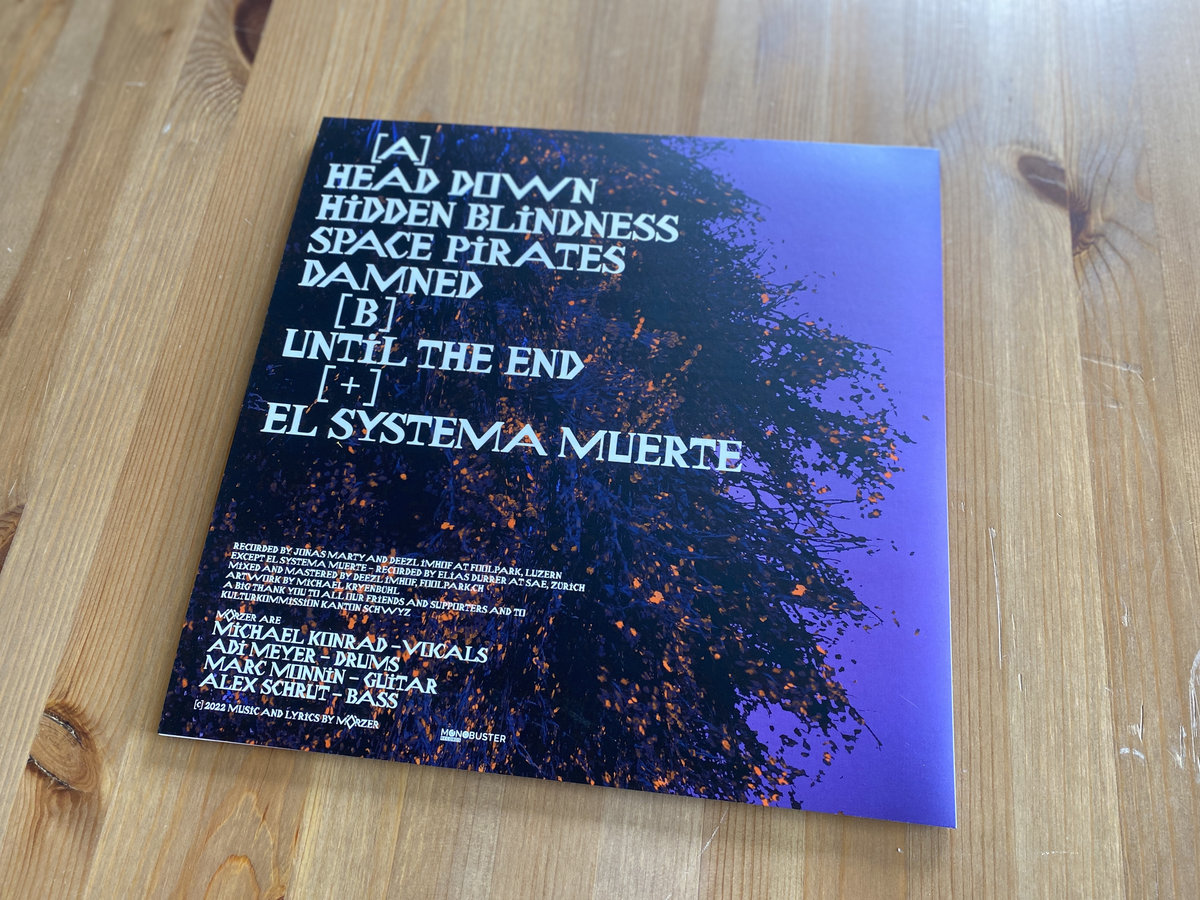 [A]
HEAD DOWN
HiDDEN BLiNDNESS
SPACE PiRATES
DAMNED
[B]
UNTiL THE END
[+]
EL SYSTEMA MUERTE
RECORDED BY JONAS MARTY AND DEEZL iMHOF AT FOOLPARK, LUZERN
EXCEPT EL SYSTEMA MUERTE – RECORDED BY ELiAS DURRER AT SAE, ZÜRiCH
MiXED AND MASTERED BY DEEZL iMHOF, FOOLPARK.CH
ARTWORK BY MiCHAEL KRYENBÜHL
A BiG THANK YOU TO ALL OUR FRiENDS AND SUPPORTERS AND TO
KULTURKOMMiSSiON KANTON SCHWYZ
MÖRZER ARE
MiCHAEL KONRAD – VOCALS
ADi MEYER – DRUMS
MARC MONNiN – GUiTAR
ALEX SCHRUT – BASS
[c] 2022 MUSiC AND LYRiCS BY MÖRZER
MONOBUSTER
RECORDS